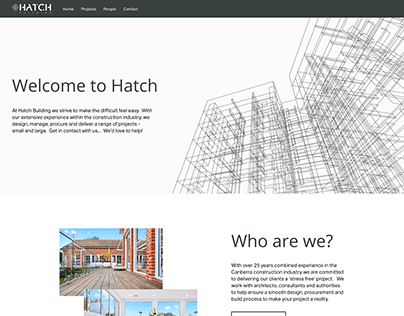 HATCH
BUILDING
Home Projects People Contact
Welcome to Hatch
At Hatch Building we strive to make the difficult feel easy. With
our extensive experience within the construction industry, we
design, manage, procure and deliver a range of projects -
small and large. Get in contact with us... We'd love to help!
Who are we?
With over 25 years combined experience in the
Canberra construction industry we are committed
to delivering our clients a 'stress free' project. We
work with architects, consultants and authorities
to help ensure a smooth design, procurement and
build process to make your project a reality.